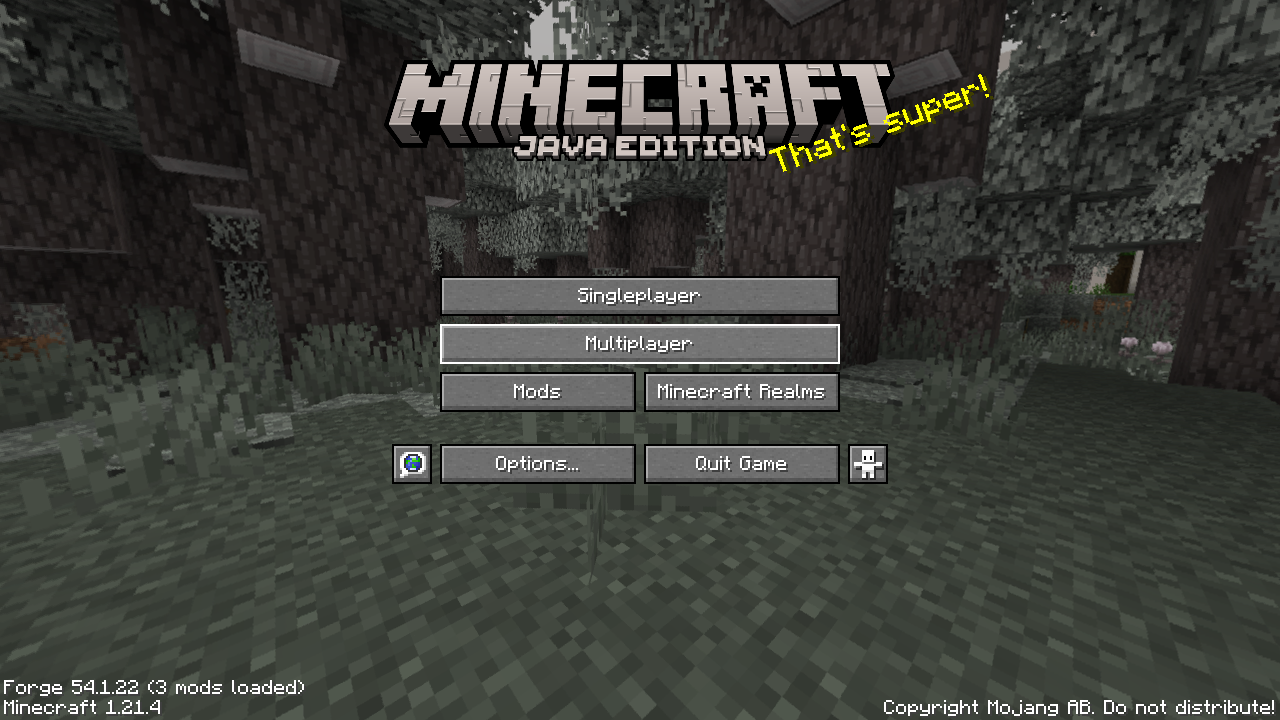 MINECRAFT
JAVA EDITION
That's super!
Singleplayer
Multiplayer
Mods
Minecraft Realms
Options...
Quit Game
Forge 54.1.22 (3 mods loaded)
Minecraft 1.21.4
Copyright Mojang AB. Do not distribute!